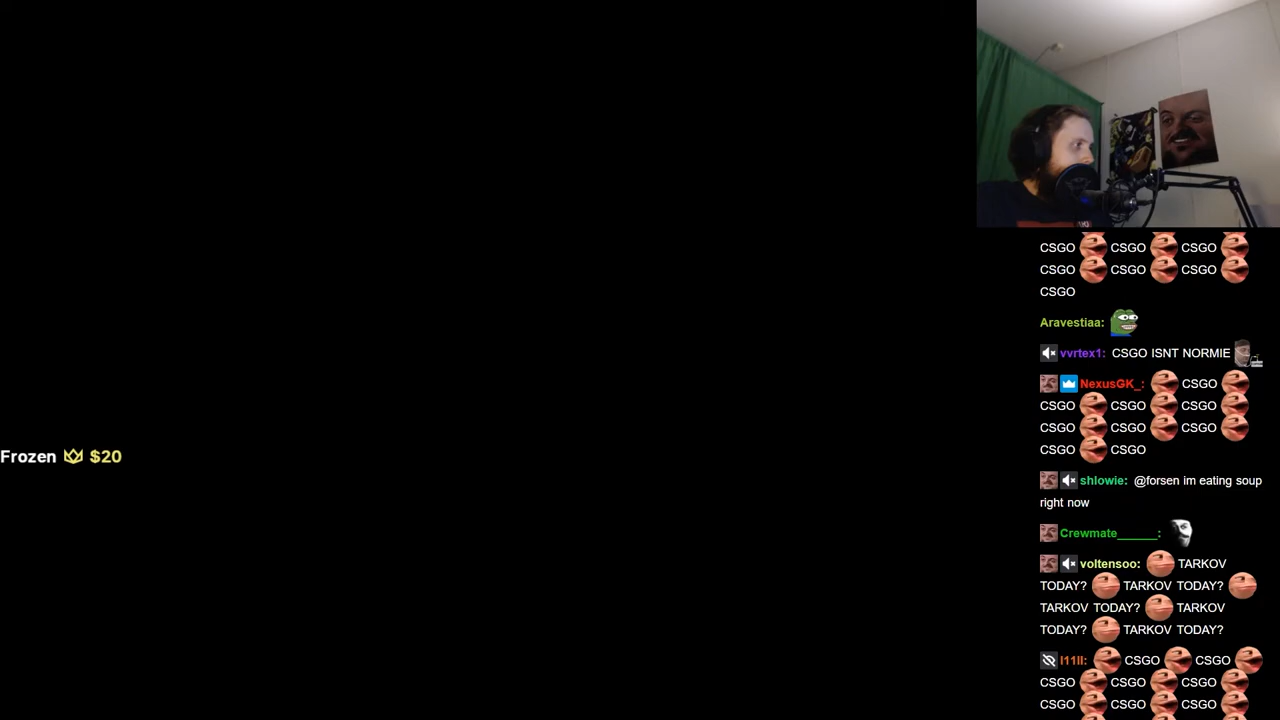 CSGO CSGO CSGO
CSGO CSGO CSGO
CSGO
Aravestiaa:
vvrtex1: CSGO ISNT NORMIE
NexusGK_: CSGO
CSGO CSGO CSGO
CSGO CSGO CSGO
CSGO CSGO
Frozen $20
shlowie: @forsen im eating soup
right now
Crewmate______:
voltensoo: TARKOV
TODAY? TARKOV TODAY?
TARKOV TODAY? TARKOV
TODAY? TARKOV TODAY?
l11ll: CSGO CSGO
CSGO CSGO CSGO
CSGO CSGO CSGO